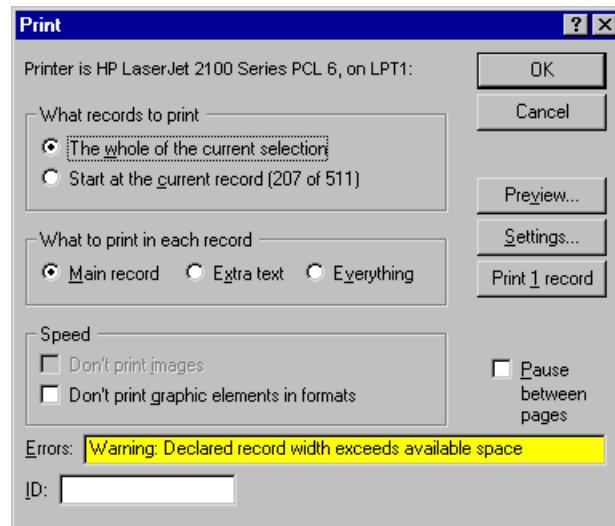 Print
Printer is HP LaserJet 2100 Series PCL 6, on LPT1:
OK
Cancel
What records to print
The whole of the current selection
Start at the current record (207 of 511)
Preview...
Settings...
Print 1 record
What to print in each record
Main record Extra text Everything
Speed
Don't print images
Don't print graphic elements in formats
Pause
between
pages
Errors: Warning: Declared record width exceeds available space
ID: